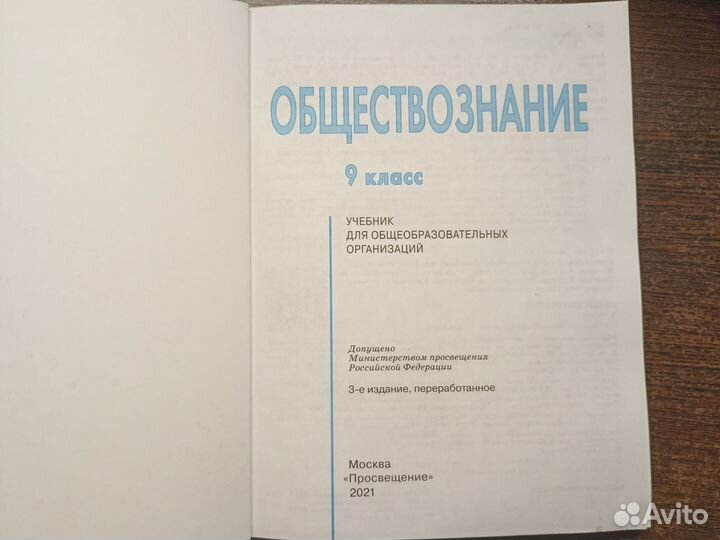 ОБЩЕСТВОЗНАНИЕ
9 класс
УЧЕБНИК
ДЛЯ ОБЩЕОБРАЗОВАТЕЛЬНЫХ
ОРГАНИЗАЦИЙ
Допущено
Министерством просвещения
Российской Федерации
3-е издание, переработанное
Москва
«Просвещение»
2021
Avito